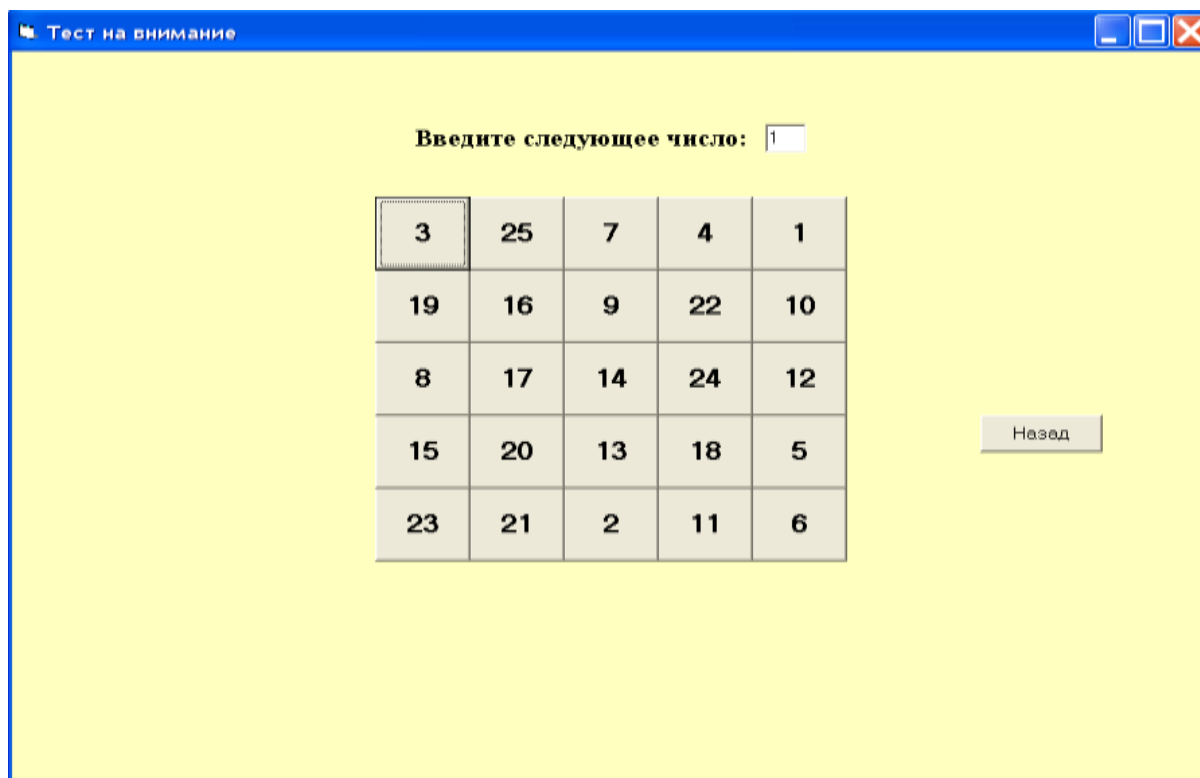 Тест на внимание
Введите следующее число: 1
3 25 7 4 1
19 16 9 22 10
8 17 14 24 12
15 20 13 18 5
Назад
23 21 2 11 6